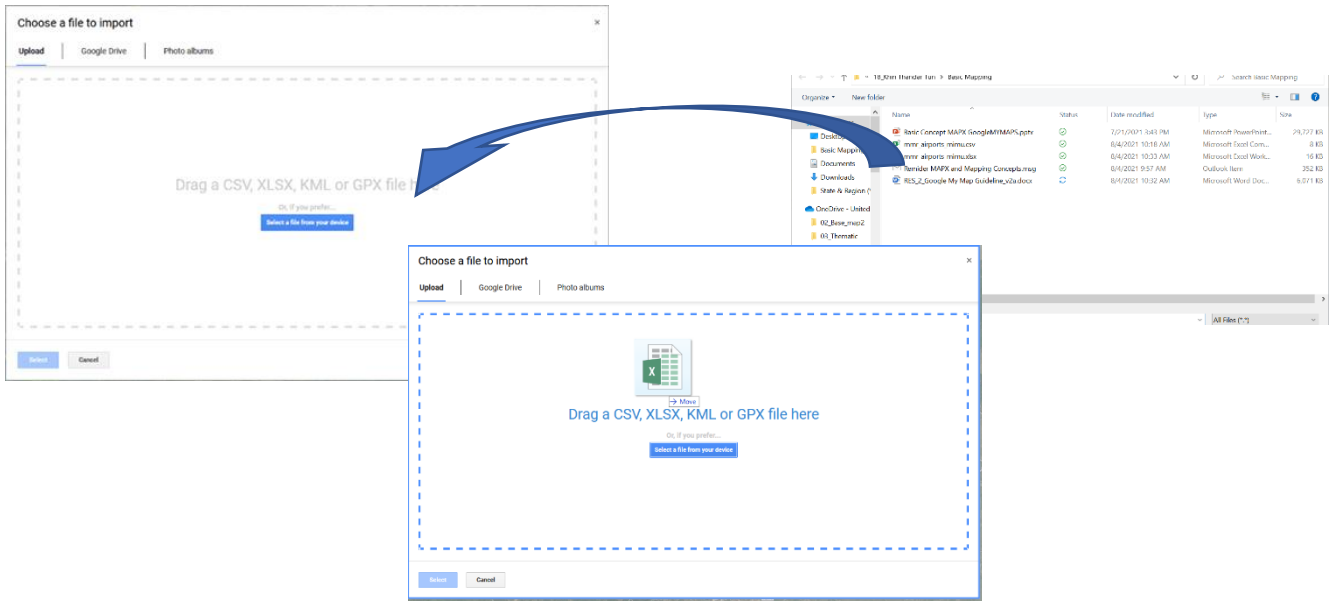 Choose a file to import
Upload
Google Drive
Photo albums
Drag a CSV, XLSX, KML or GPX file here
Or, if you prefer...
Select a file from your device
Select
Cancel
18_Khin Thandar Tun > Basic Mapping
Search Basic Mapping
Organize
New folder
Name
Status
Date modified
Type
Size
Desktop
Basic Mapping
Documents
Downloads
State & Region (
OneDrive - United
02_Base_map2
03_Thematic
Basic Concept MAPX GoogleMYMAPS.pptx
7/21/2021 3:43 PM
Microsoft PowerPoint...
29,727 KB
mmr airports mimu.csv
8/4/2021 10:18 AM
Microsoft Excel Com...
8 KB
mmr airports mimu.xlsx
8/4/2021 10:33 AM
Microsoft Excel Work...
16 KB
Remider MAPX and Mapping Concepts.msg
8/4/2021 9:57 AM
Outlook Item
352 KB
RES_2_Google My Map Guideline_v2a.docx
8/4/2021 10:32 AM
Microsoft Word Doc...
6,071 KB
All Files (*.*)
Choose a file to import
Upload
Google Drive
Photo albums
X
Move
Drag a CSV, XLSX, KML or GPX file here
Or, if you prefer...
Select a file from your device
Select
Cancel